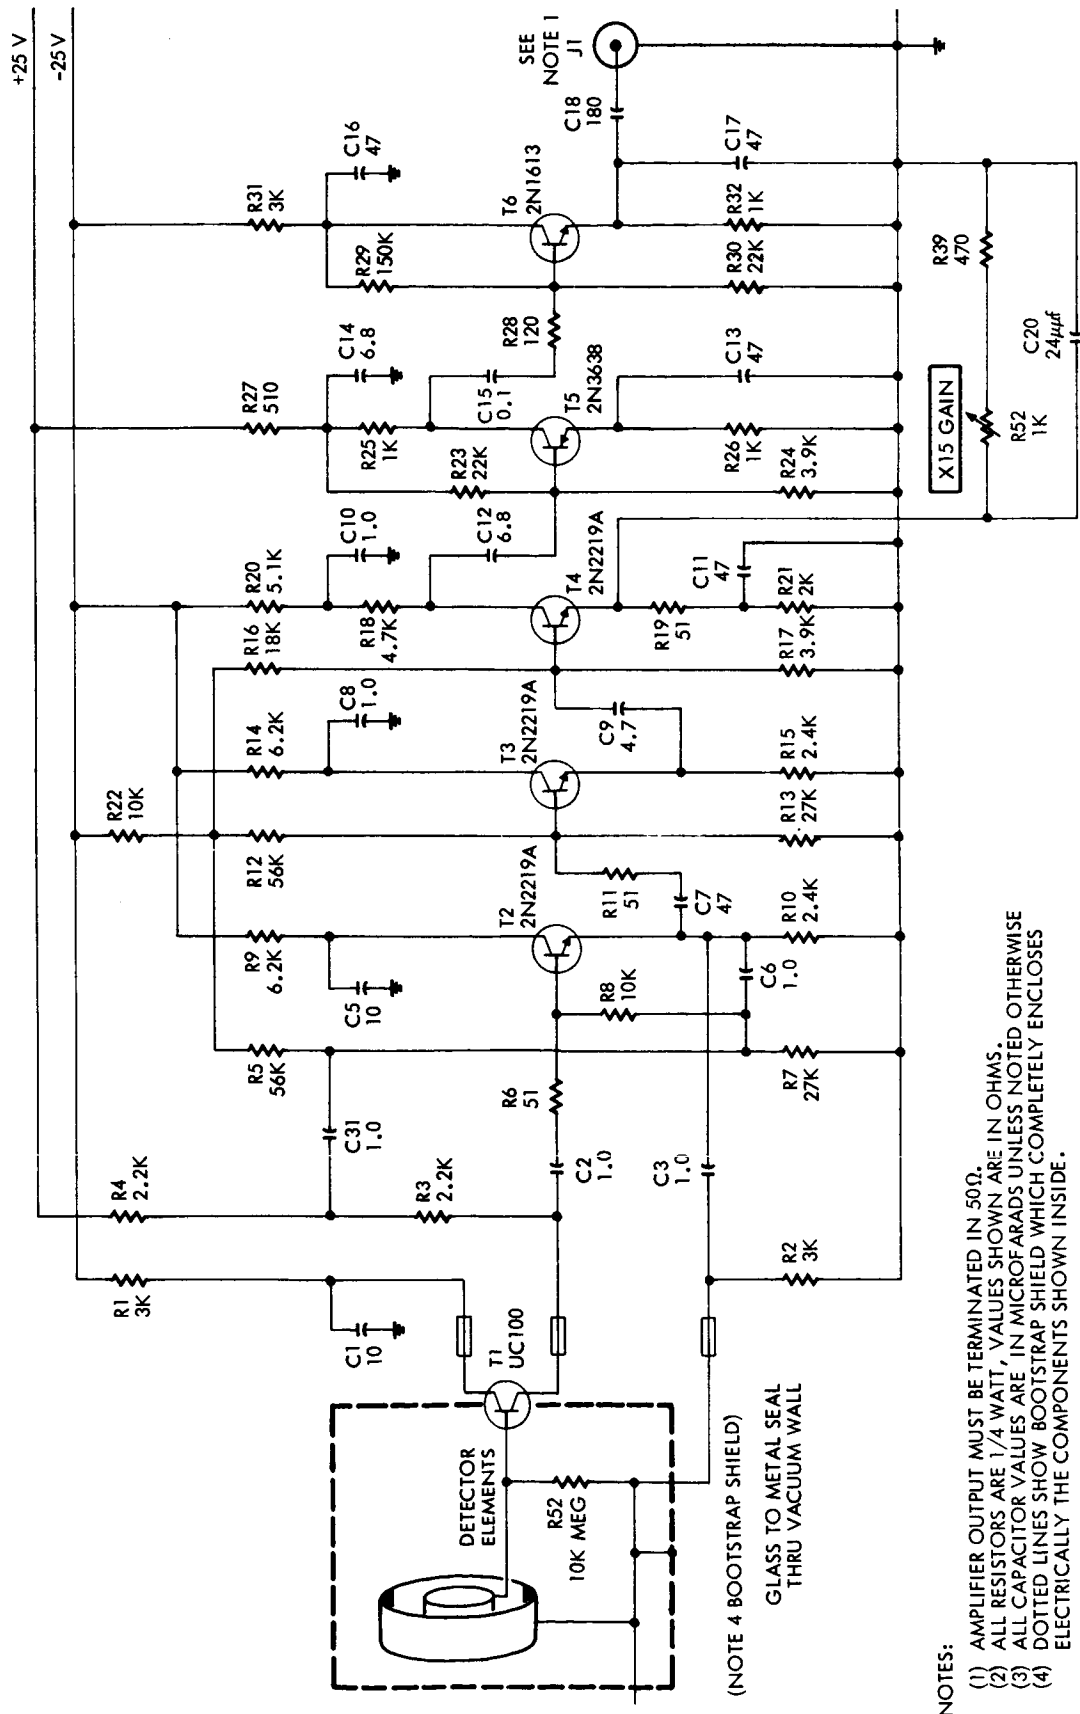 +25 V
-25 V
R1
3K
R4
2.2K
R22
10K
R5
56K
R9
6.2K
R12
56K
R14
6.2K
R16
18K
R20
5.1K
R27
510
R31
3K
C1
10
C31
1.0
C5
10
C8
1.0
C10
1.0
C14
6.8
C16
47
R3
2.2K
R18
4.7K
R23
22K
R25
1K
R29
150K
C12
6.8
C15
0.1
R28
120
T1
UC100
C2
1.0
R6
51
T2
2N2219A
T3
2N2219A
T4
2N2219A
T5
2N3638
T6
2N1613
C18
180
SEE
NOTE 1
J1
R8
10K
R11
51
C9
4.7
R19
51
C3
1.0
C7
47
C6
1.0
C11
47
C13
47
C17
47
R2
3K
R7
27K
R10
2.4K
R13
27K
R15
2.4K
R17
3.9K
R21
2K
R24
3.9K
R26
1K
R30
22K
R32
1K
X15 GAIN
R52
1K
R39
470
C20
24µµf
DETECTOR
ELEMENTS
R52
10K MEG
(NOTE 4 BOOTSTRAP SHIELD)
GLASS TO METAL SEAL
THRU VACUUM WALL
NOTES:
(1) AMPLIFIER OUTPUT MUST BE TERMINATED IN 50Ω.
(2) ALL RESISTORS ARE 1/4 WATT, VALUES SHOWN ARE IN OHMS.
(3) ALL CAPACITOR VALUES ARE IN MICROFARADS UNLESS NOTED OTHERWISE
(4) DOTTED LINES SHOW BOOTSTRAP SHIELD WHICH COMPLETELY ENCLOSES
ELECTRICALLY THE COMPONENTS SHOWN INSIDE.